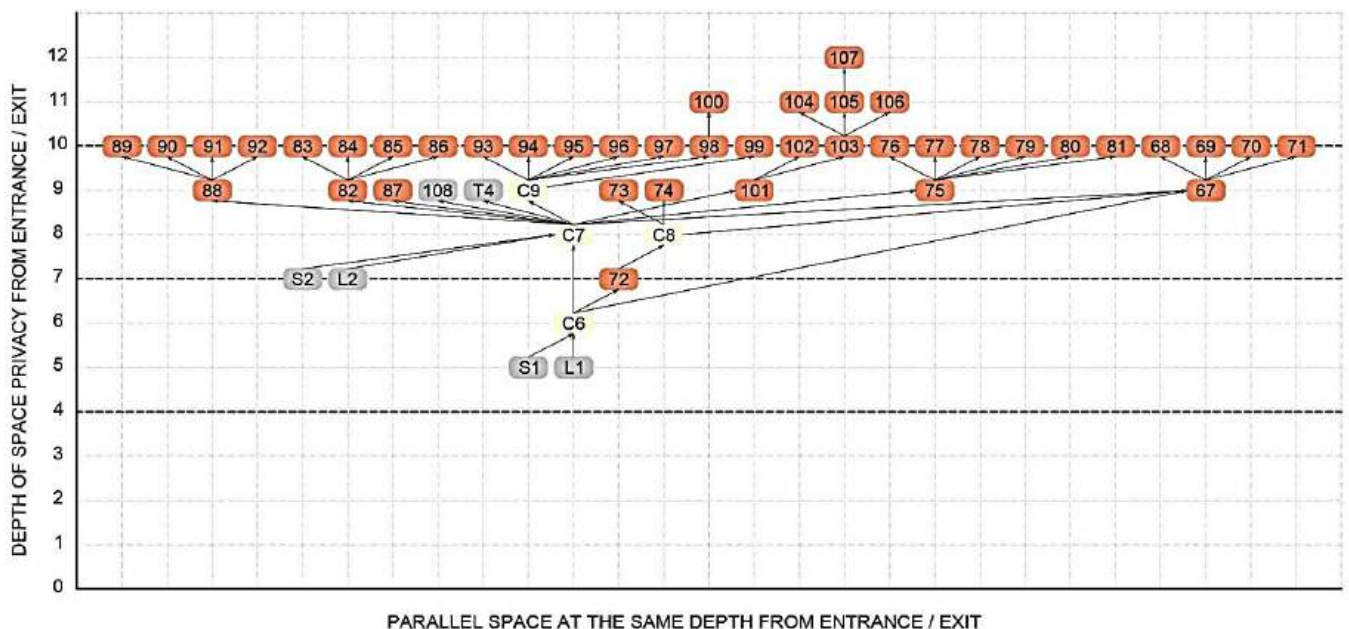 DEPTH OF SPACE PRIVACY FROM ENTRANCE / EXIT
12 107
11 100 104 105 106
10 89 90 91 92 83 84 85 86 93 94 95 96 97 98 99 102 103 76 77 78 79 80 81 68 69 70 71
9 88 82 87 108 T4 C9 73 74 101 75 67
8 C7 C8
7 S2 L2 72
6 C6
5 S1 L1
4
3
2
1
0
PARALLEL SPACE AT THE SAME DEPTH FROM ENTRANCE / EXIT